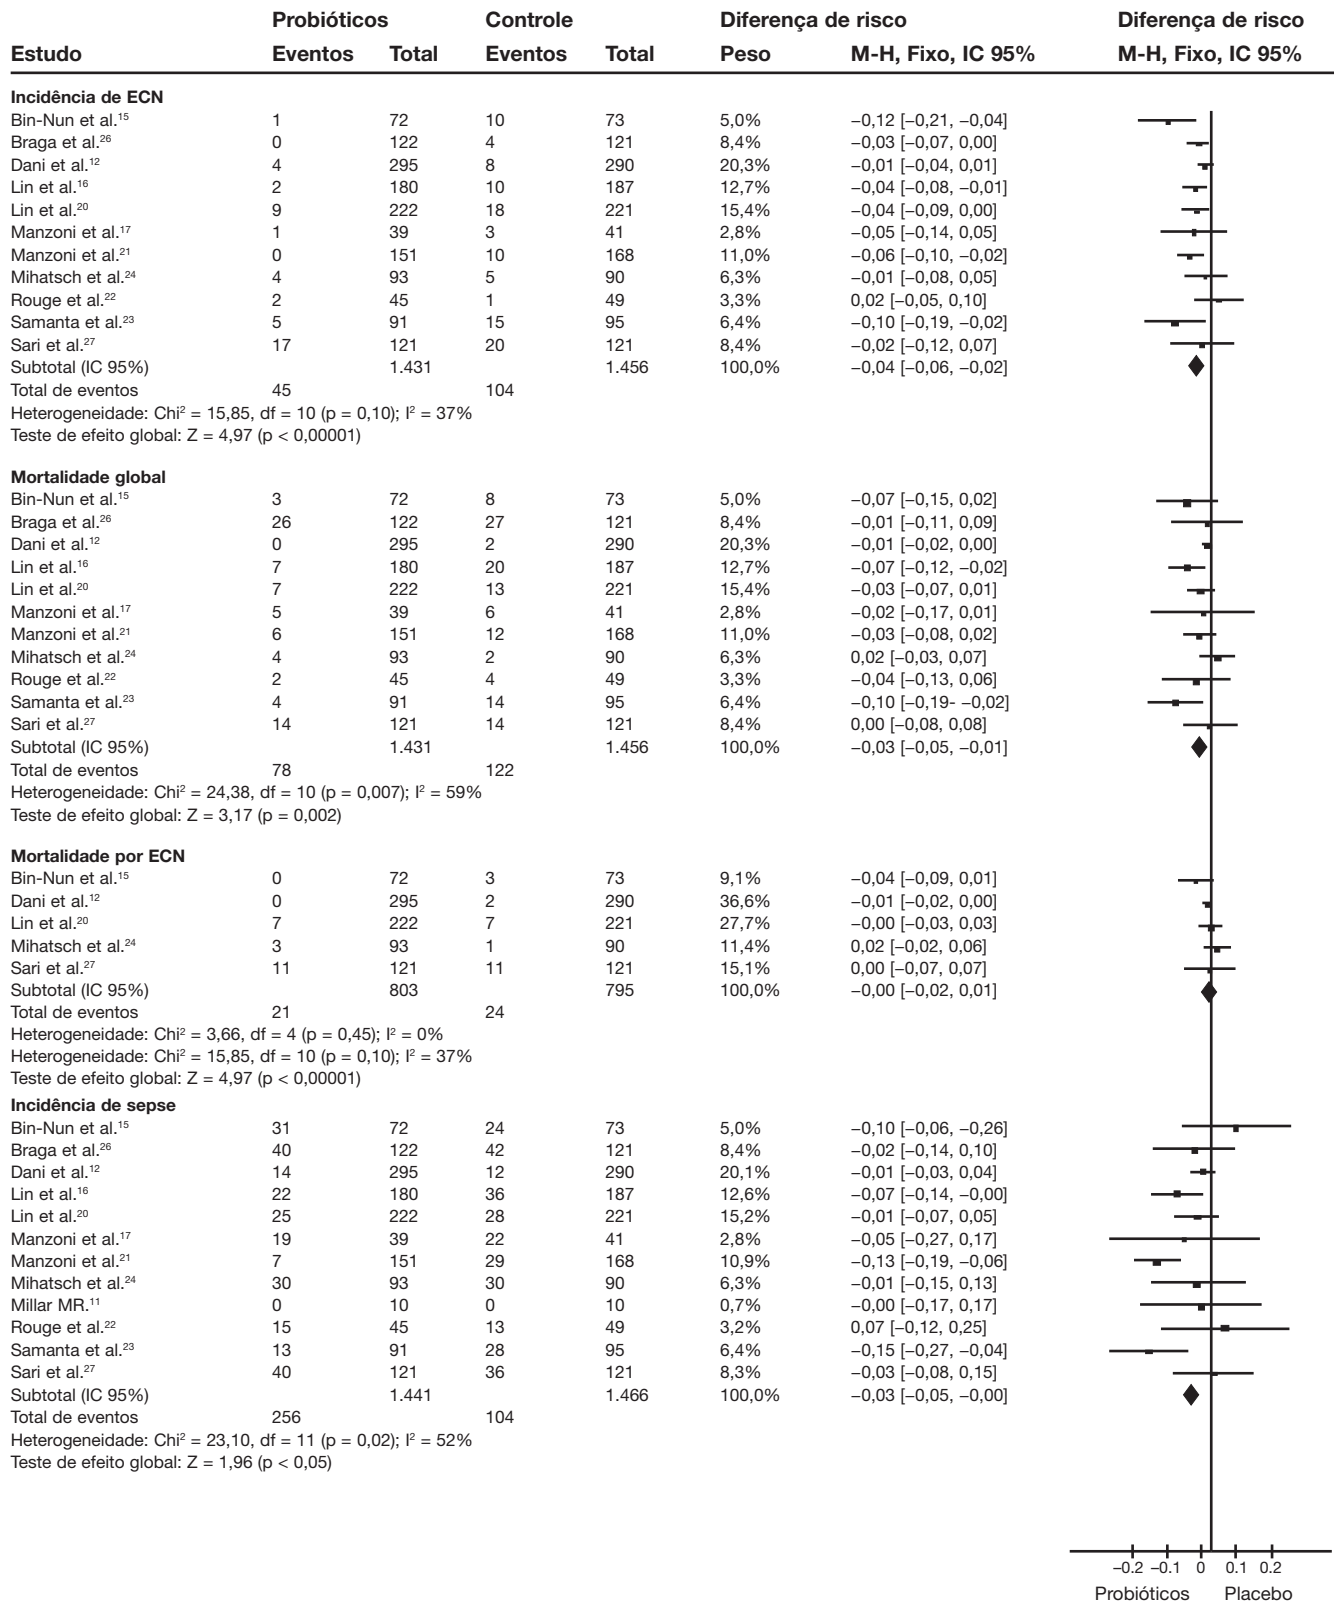 Probióticos Controle Diferença de risco Diferença de risco
Estudo Eventos Total Eventos Total Peso M-H, Fixo, IC 95% M-H, Fixo, IC 95%
Incidência de ECN
Bin-Nun et al.¹⁵ 1 72 10 73 5,0% −0,12 [−0,21, −0,04]
Braga et al.²⁶ 0 122 4 121 8,4% −0,03 [−0,07, 0,00]
Dani et al.¹² 4 295 8 290 20,3% −0,01 [−0,04, 0,01]
Lin et al.¹⁶ 2 180 10 187 12,7% −0,04 [−0,08, −0,01]
Lin et al.²⁰ 9 222 18 221 15,4% −0,04 [−0,09, 0,00]
Manzoni et al.¹⁷ 1 39 3 41 2,8% −0,05 [−0,14, 0,05]
Manzoni et al.²¹ 0 151 10 168 11,0% −0,06 [−0,10, −0,02]
Mihatsch et al.²⁴ 4 93 5 90 6,3% −0,01 [−0,08, 0,05]
Rouge et al.²² 2 45 1 49 3,3% 0,02 [−0,05, 0,10]
Samanta et al.²³ 5 91 15 95 6,4% −0,10 [−0,19, −0,02]
Sari et al.²⁷ 17 121 20 121 8,4% −0,02 [−0,12, 0,07]
Subtotal (IC 95%) 1.431 1.456 100,0% −0,04 [−0,06, −0,02]
Total de eventos 45 104
Heterogeneidade: Chi² = 15,85, df = 10 (p = 0,10); I² = 37%
Teste de efeito global: Z = 4,97 (p < 0,00001)
Mortalidade global
Bin-Nun et al.¹⁵ 3 72 8 73 5,0% −0,07 [−0,15, 0,02]
Braga et al.²⁶ 26 122 27 121 8,4% −0,01 [−0,11, 0,09]
Dani et al.¹² 0 295 2 290 20,3% −0,01 [−0,02, 0,00]
Lin et al.¹⁶ 7 180 20 187 12,7% −0,07 [−0,12, −0,02]
Lin et al.²⁰ 7 222 13 221 15,4% −0,03 [−0,07, 0,01]
Manzoni et al.¹⁷ 5 39 6 41 2,8% −0,02 [−0,17, 0,01]
Manzoni et al.²¹ 6 151 12 168 11,0% −0,03 [−0,08, 0,02]
Mihatsch et al.²⁴ 4 93 2 90 6,3% 0,02 [−0,03, 0,07]
Rouge et al.²² 2 45 4 49 3,3% −0,04 [−0,13, 0,06]
Samanta et al.²³ 4 91 14 95 6,4% −0,10 [−0,19- −0,02]
Sari et al.²⁷ 14 121 14 121 8,4% 0,00 [−0,08, 0,08]
Subtotal (IC 95%) 1.431 1.456 100,0% −0,03 [−0,05, −0,01]
Total de eventos 78 122
Heterogeneidade: Chi² = 24,38, df = 10 (p = 0,007); I² = 59%
Teste de efeito global: Z = 3,17 (p = 0,002)
Mortalidade por ECN
Bin-Nun et al.¹⁵ 0 72 3 73 9,1% −0,04 [−0,09, 0,01]
Dani et al.¹² 0 295 2 290 36,6% −0,01 [−0,02, 0,00]
Lin et al.²⁰ 7 222 7 221 27,7% −0,00 [−0,03, 0,03]
Mihatsch et al.²⁴ 3 93 1 90 11,4% 0,02 [−0,02, 0,06]
Sari et al.²⁷ 11 121 11 121 15,1% 0,00 [−0,07, 0,07]
Subtotal (IC 95%) 803 795 100,0% −0,00 [−0,02, 0,01]
Total de eventos 21 24
Heterogeneidade: Chi² = 3,66, df = 4 (p = 0,45); I² = 0%
Heterogeneidade: Chi² = 15,85, df = 10 (p = 0,10); I² = 37%
Teste de efeito global: Z = 4,97 (p < 0,00001)
Incidência de sepse
Bin-Nun et al.¹⁵ 31 72 24 73 5,0% −0,10 [−0,06, −0,26]
Braga et al.²⁶ 40 122 42 121 8,4% −0,02 [−0,14, 0,10]
Dani et al.¹² 14 295 12 290 20,1% −0,01 [−0,03, 0,04]
Lin et al.¹⁶ 22 180 36 187 12,6% −0,07 [−0,14, −0,00]
Lin et al.²⁰ 25 222 28 221 15,2% −0,01 [−0,07, 0,05]
Manzoni et al.¹⁷ 19 39 22 41 2,8% −0,05 [−0,27, 0,17]
Manzoni et al.²¹ 7 151 29 168 10,9% −0,13 [−0,19, −0,06]
Mihatsch et al.²⁴ 30 93 30 90 6,3% −0,01 [−0,15, 0,13]
Millar MR.¹¹ 0 10 0 10 0,7% −0,00 [−0,17, 0,17]
Rouge et al.²² 15 45 13 49 3,2% 0,07 [−0,12, 0,25]
Samanta et al.²³ 13 91 28 95 6,4% −0,15 [−0,27, −0,04]
Sari et al.²⁷ 40 121 36 121 8,3% −0,03 [−0,08, 0,15]
Subtotal (IC 95%) 1.441 1.466 100,0% −0,03 [−0,05, −0,00]
Total de eventos 256 104
Heterogeneidade: Chi² = 23,10, df = 11 (p = 0,02); I² = 52%
Teste de efeito global: Z = 1,96 (p < 0,05)
−0.2 −0.1 0 0.1 0.2
Probióticos Placebo